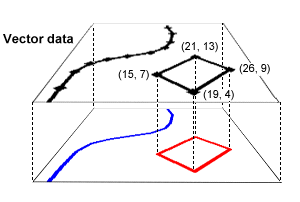 Vector data
(21, 13)
(15, 7)
(26, 9)
(19, 4)